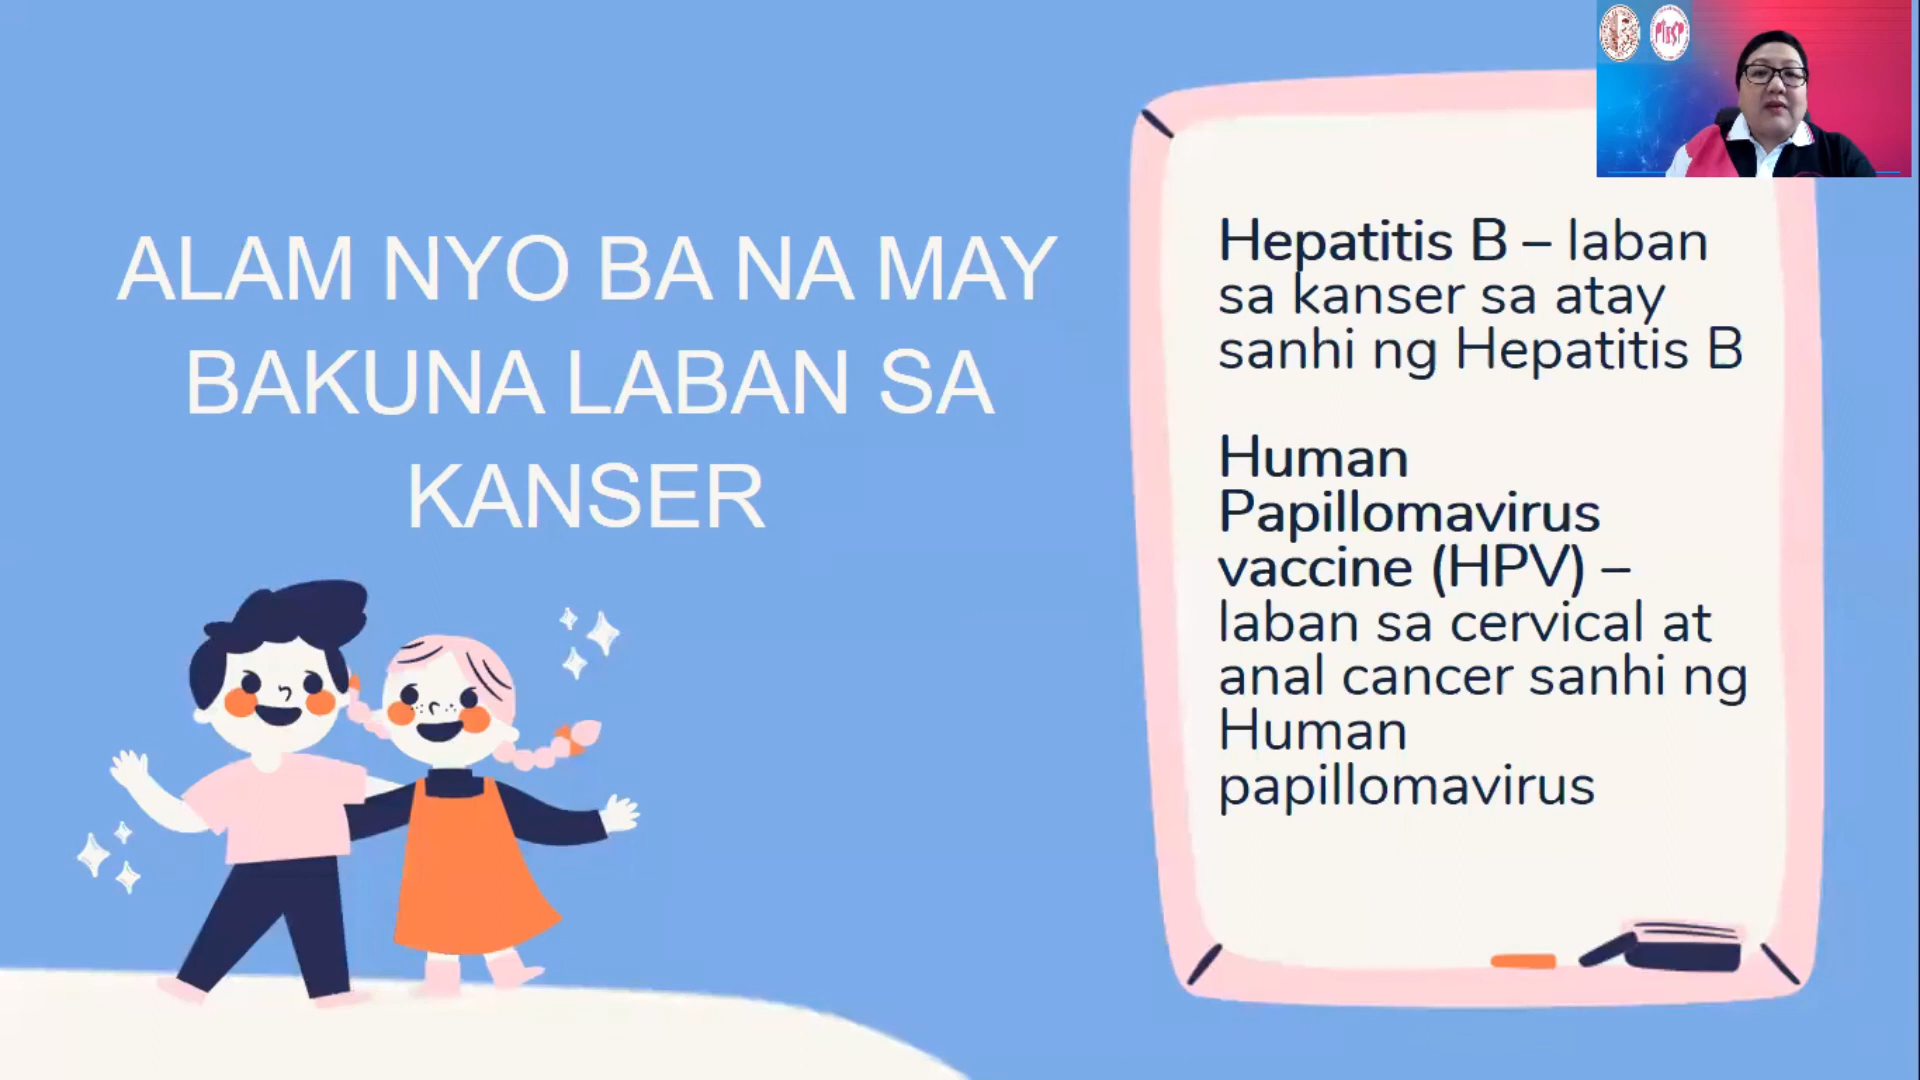 ALAM NYO BA NA MAY
BAKUNA LABAN SA
KANSER
Hepatitis B – laban
sa kanser sa atay
sanhi ng Hepatitis B
Human
Papillomavirus
vaccine (HPV) –
laban sa cervical at
anal cancer sanhi ng
Human
papillomavirus